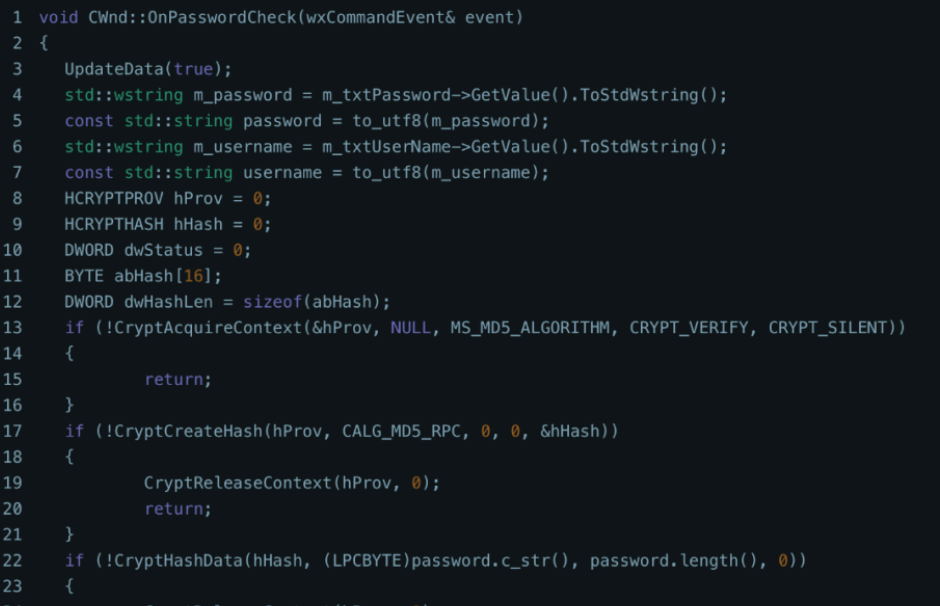 1 void CWnd::OnPasswordCheck(wxCommandEvent& event)
2 {
3 UpdateData(true);
4 std::wstring m_password = m_txtPassword->GetValue().ToStdWstring();
5 const std::string password = to_utf8(m_password);
6 std::wstring m_username = m_txtUserName->GetValue().ToStdWstring();
7 const std::string username = to_utf8(m_username);
8 HCRYPTPROV hProv = 0;
9 HCRYPTHASH hHash = 0;
10 DWORD dwStatus = 0;
11 BYTE abHash[16];
12 DWORD dwHashLen = sizeof(abHash);
13 if (!CryptAcquireContext(&hProv, NULL, MS_MD5_ALGORITHM, CRYPT_VERIFY, CRYPT_SILENT))
14 {
15 return;
16 }
17 if (!CryptCreateHash(hProv, CALG_MD5_RPC, 0, 0, &hHash))
18 {
19 CryptReleaseContext(hProv, 0);
20 return;
21 }
22 if (!CryptHashData(hHash, (LPCBYTE)password.c_str(), password.length(), 0))
23 {